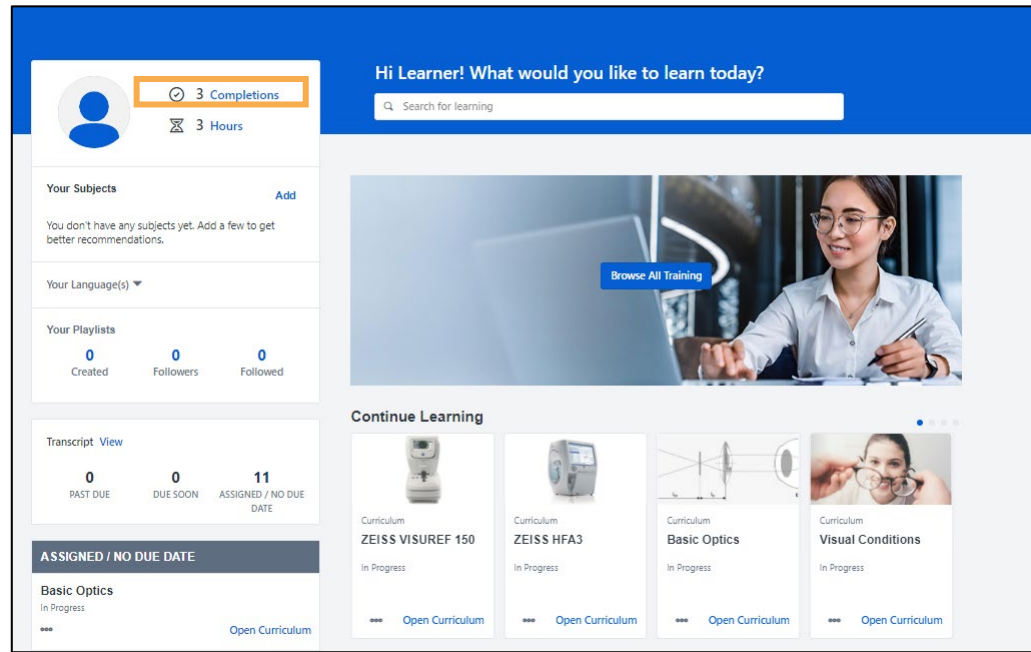 3 Completions
3 Hours
Hi Learner! What would you like to learn today?
Search for learning
Your Subjects
Add
You don't have any subjects yet. Add a few to get
better recommendations.
Your Language(s)
Your Playlists
0 0 0
Created Followers Followed
Transcript View
0 0 11
PAST DUE DUE SOON ASSIGNED / NO DUE
DATE
ASSIGNED / NO DUE DATE
Basic Optics
In Progress
Open Curriculum
Browse All Training
Continue Learning
Curriculum
ZEISS VISUREF 150
In Progress
Open Curriculum
Curriculum
ZEISS HFA3
In Progress
Open Curriculum
Curriculum
Basic Optics
In Progress
Open Curriculum
Curriculum
Visual Conditions
In Progress
Open Curriculum